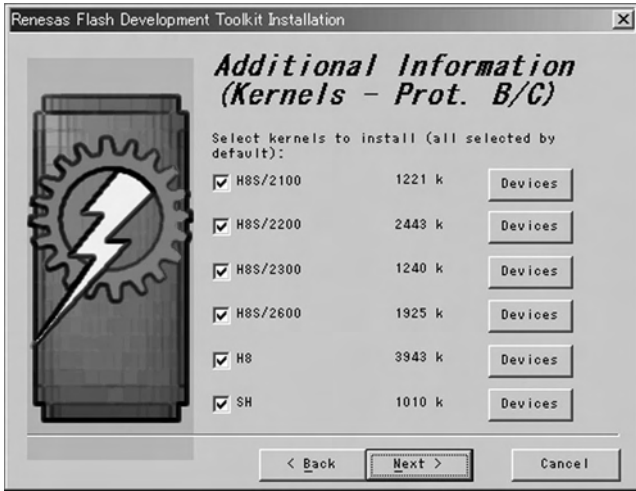 Renesas Flash Development Toolkit Installation
Additional Information
(Kernels - Prot. B/C)
Select kernels to install (all selected by
default):
H8S/2100 1221 k Devices
H8S/2200 2443 k Devices
H8S/2300 1240 k Devices
H8S/2600 1925 k Devices
H8 3943 k Devices
SH 1010 k Devices
< Back Next > Cancel